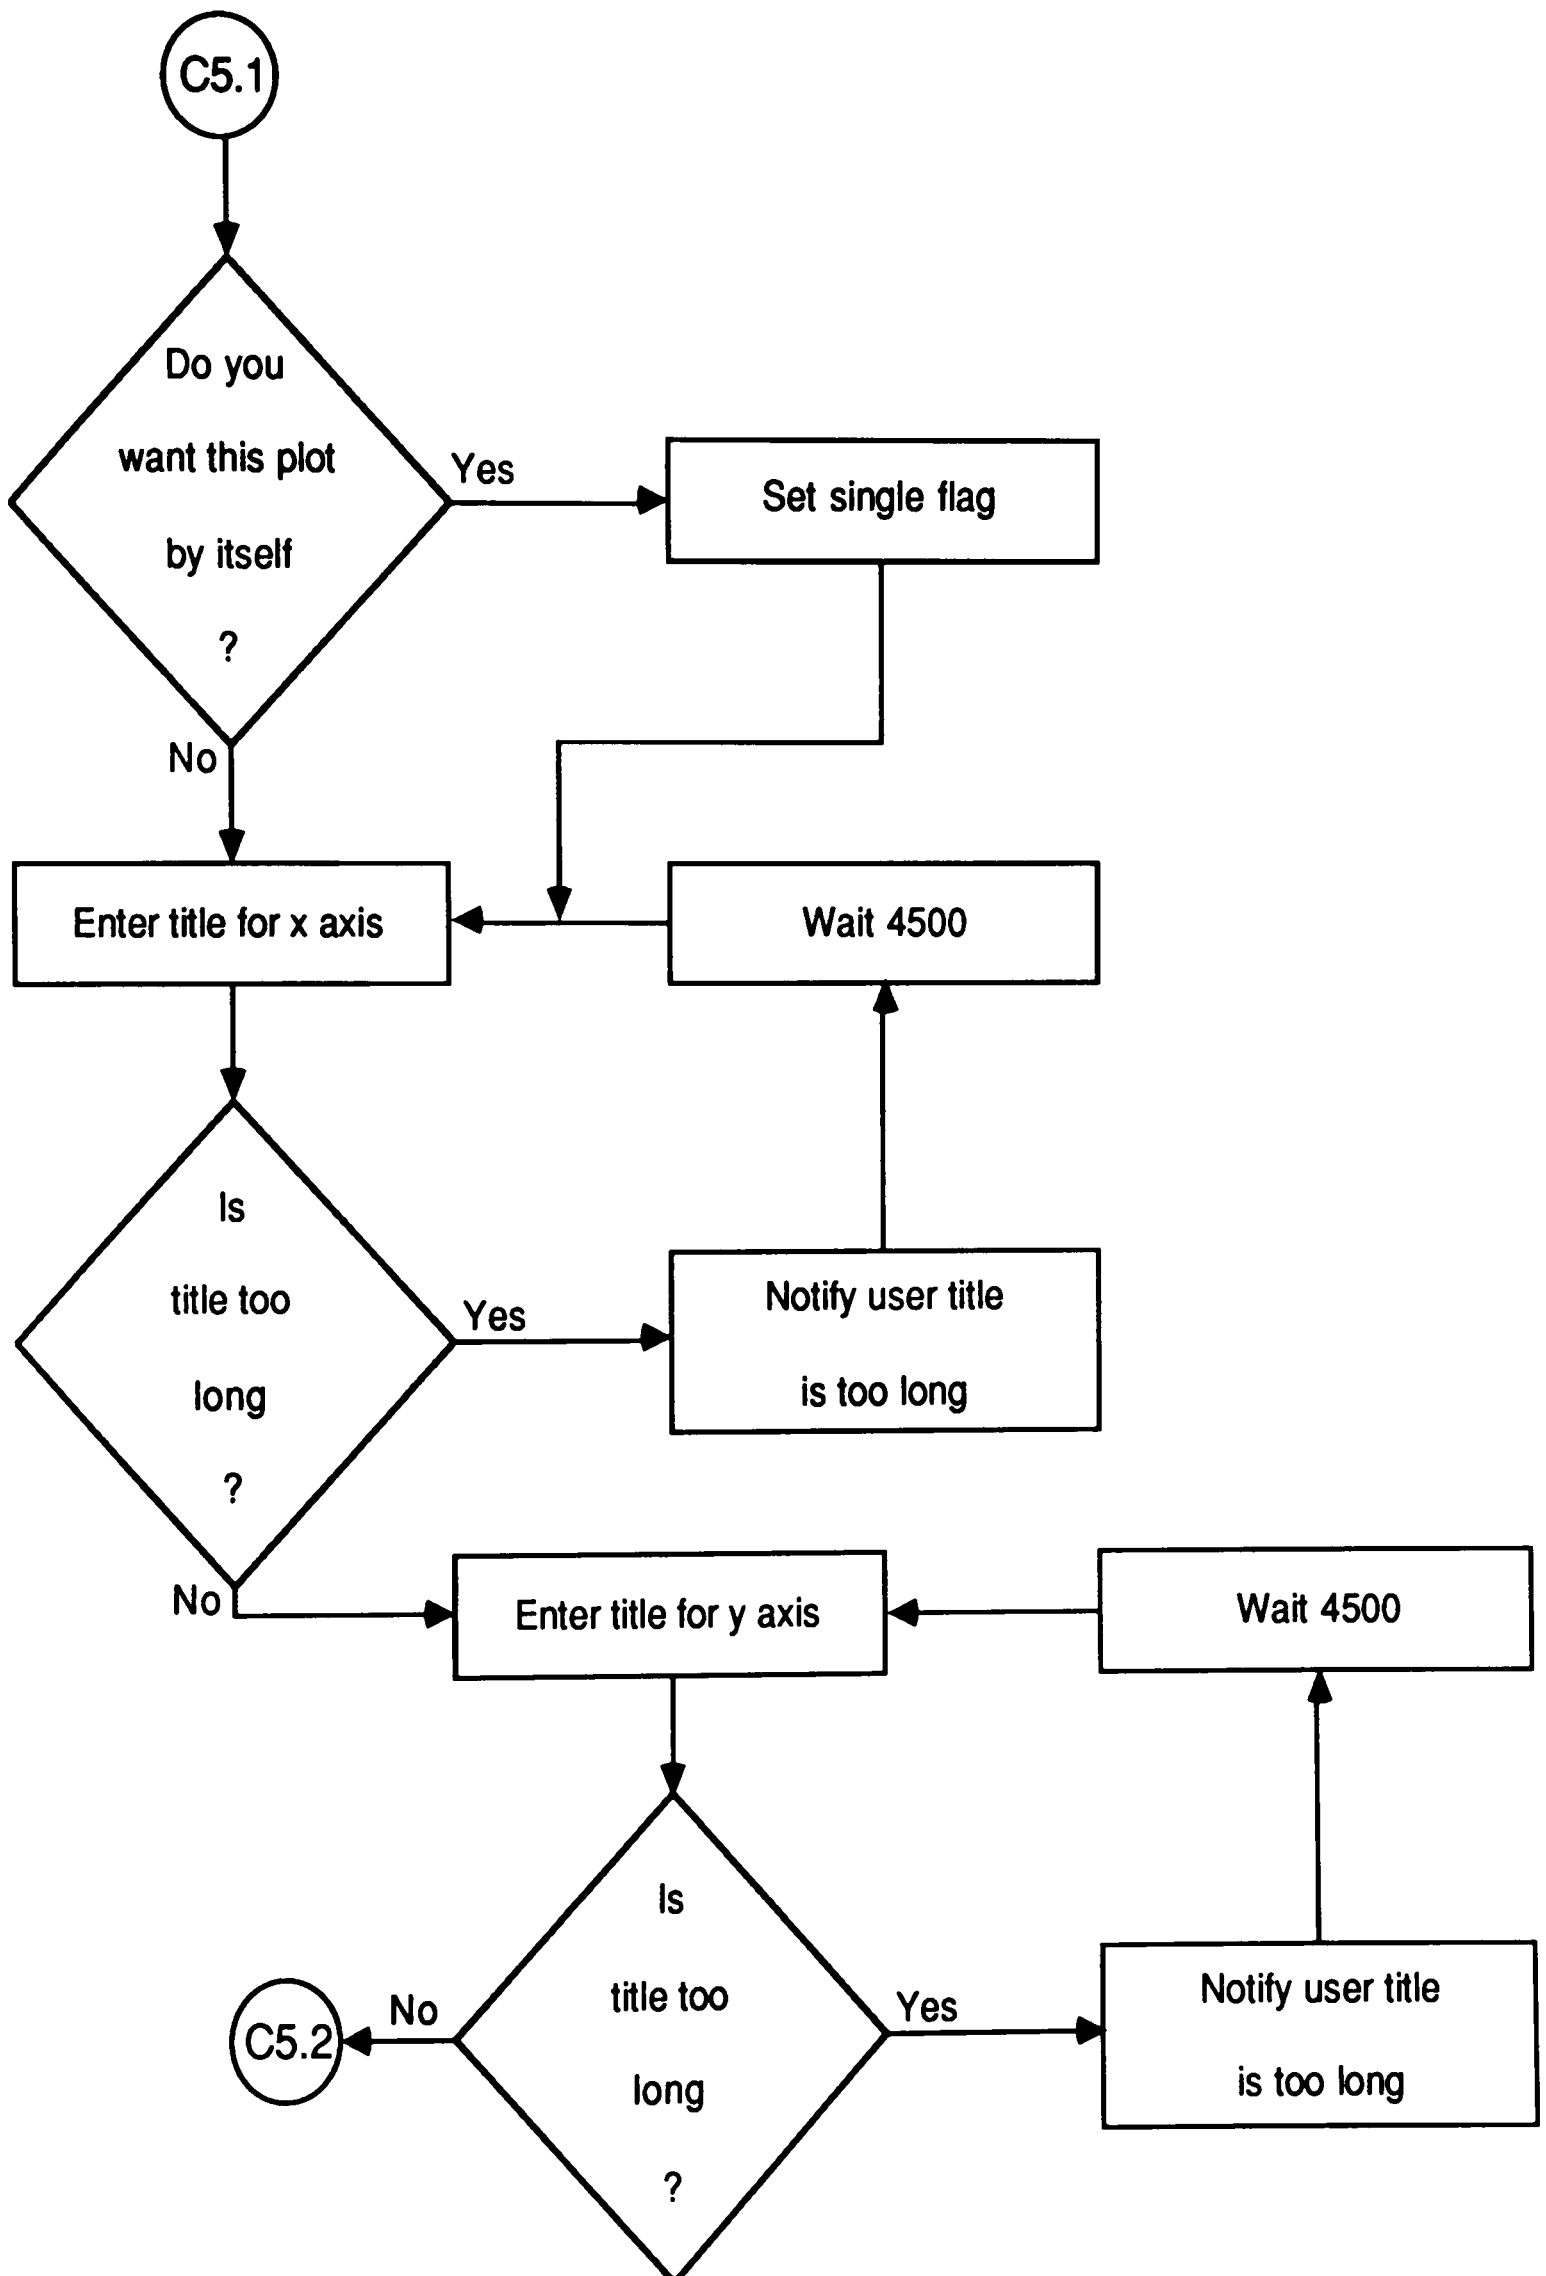 C5.1
Do you
want this plot
by itself
?
Yes
Set single flag
No
Enter title for x axis
Wait 4500
Is
title too
long
?
Yes
Notify user title
is too long
No
Enter title for y axis
Wait 4500
Is
title too
long
?
Yes
Notify user title
is too long
No
C5.2